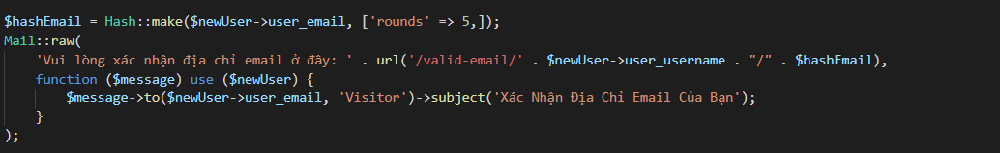 $hashEmail = Hash::make($newUser->user_email, ['rounds' => 5,]);
Mail::raw(
'Vui lòng xác nhận địa chỉ email ở đây: ' . url('/valid-email/' . $newUser->user_username . "/" . $hashEmail),
function ($message) use ($newUser) {
$message->to($newUser->user_email, 'Visitor')->subject('Xác Nhận Địa Chỉ Email Của Bạn');
}
);